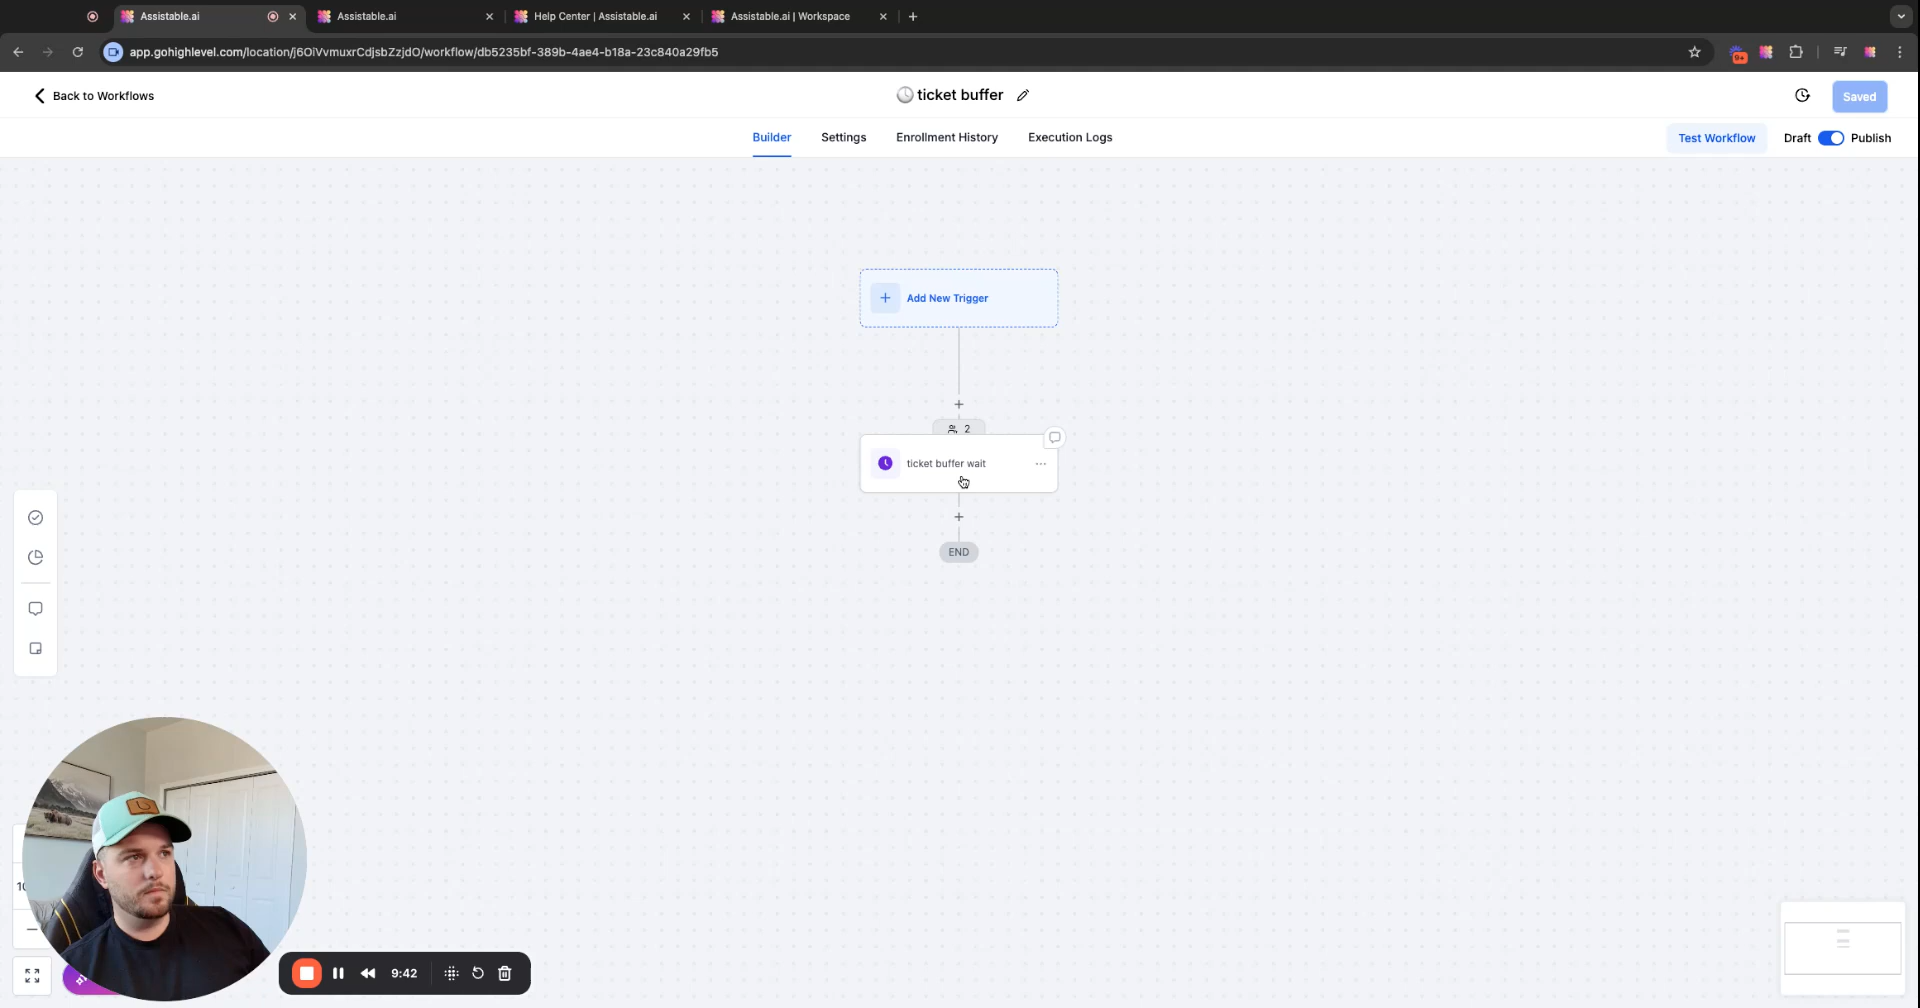 Assistable.ai
Assistable.ai
Help Center | Assistable.ai
Assistable.ai | Workspace
app.gohighlevel.com/location/j6OiVvmuxrCdjsbZzjdO/workflow/db5235bf-389b-4ae4-b18a-23c840a29fb5
9+
Back to Workflows
ticket buffer
Saved
Builder
Settings
Enrollment History
Execution Logs
Test Workflow
Draft
Publish
Add New Trigger
2
ticket buffer wait
END
9:42